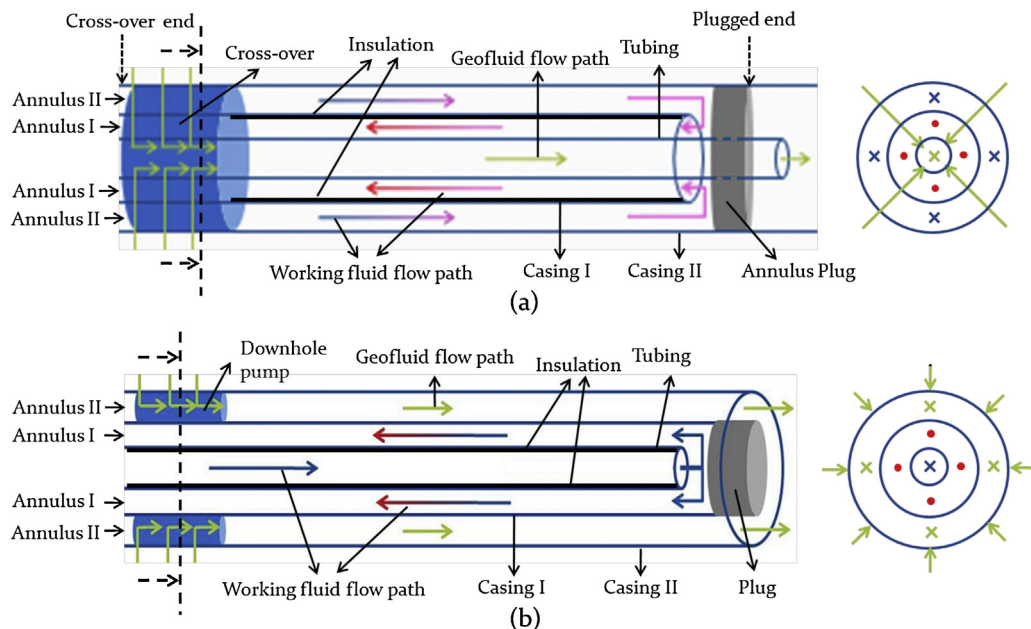 Cross-over end
Plugged end
Cross-over
Insulation
Tubing
Geofluid flow path
Annulus II
Annulus I
Annulus I
Annulus II
Working fluid flow path
Casing I
Casing II
Annulus Plug
(a)
Downhole
pump
Geofluid flow path
Insulation
Tubing
Annulus II
Annulus I
Annulus I
Annulus II
Working fluid flow path
Casing I
Casing II
Plug
(b)